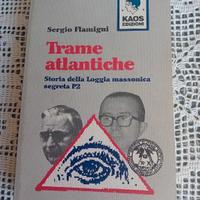 KAOS
EDIZIONI
Sergio Flamigni
Trame
atlantiche
Storia della Loggia massonica
segreta P2